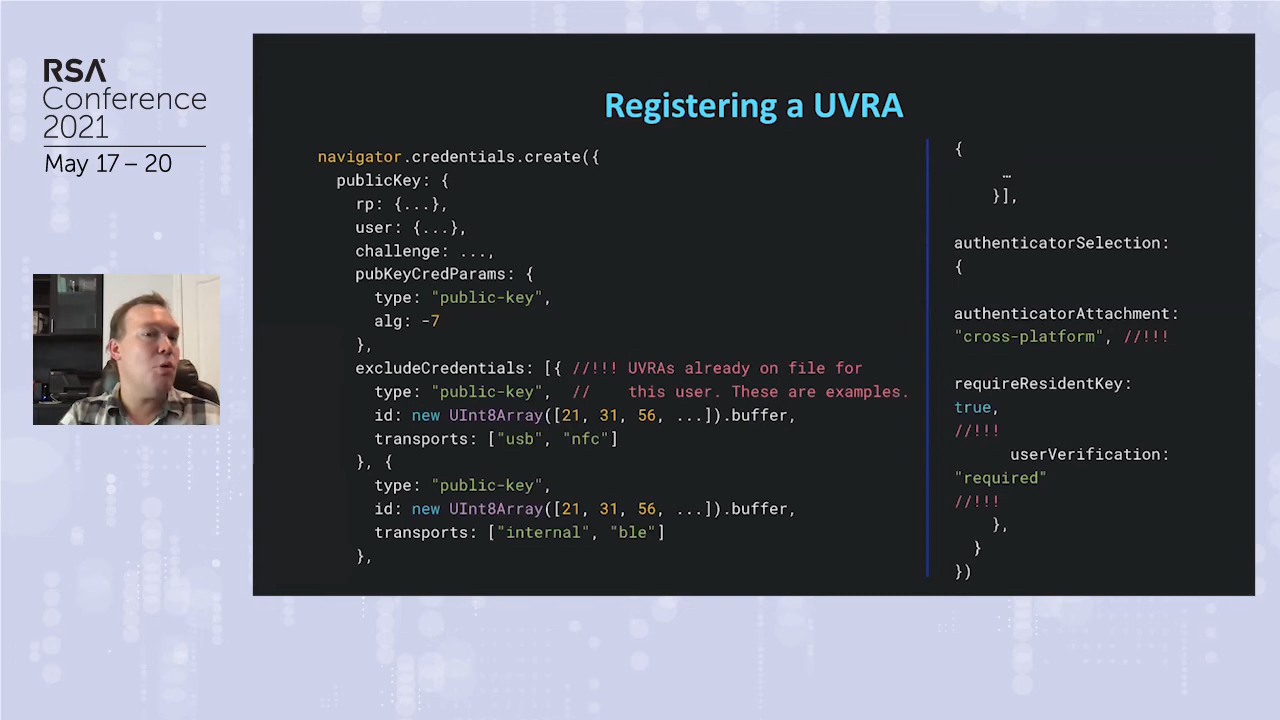 RSA
Conference
2021
May 17 – 20
Registering a UVRA
navigator.credentials.create({
publicKey: {
rp: {...},
user: {...},
challenge: ...,
pubKeyCredParams: {
type: "public-key",
alg: -7
},
excludeCredentials: [{ //!!! UVRAs already on file for
type: "public-key", // this user. These are examples.
id: new UInt8Array([21, 31, 56, ...]).buffer,
transports: ["usb", "nfc"]
}, {
type: "public-key",
id: new UInt8Array([21, 31, 56, ...]).buffer,
transports: ["internal", "ble"]
},
{
…
}],
authenticatorSelection:
{
authenticatorAttachment:
"cross-platform", //!!!
requireResidentKey:
true,
//!!!
userVerification:
"required"
//!!!
},
}
})